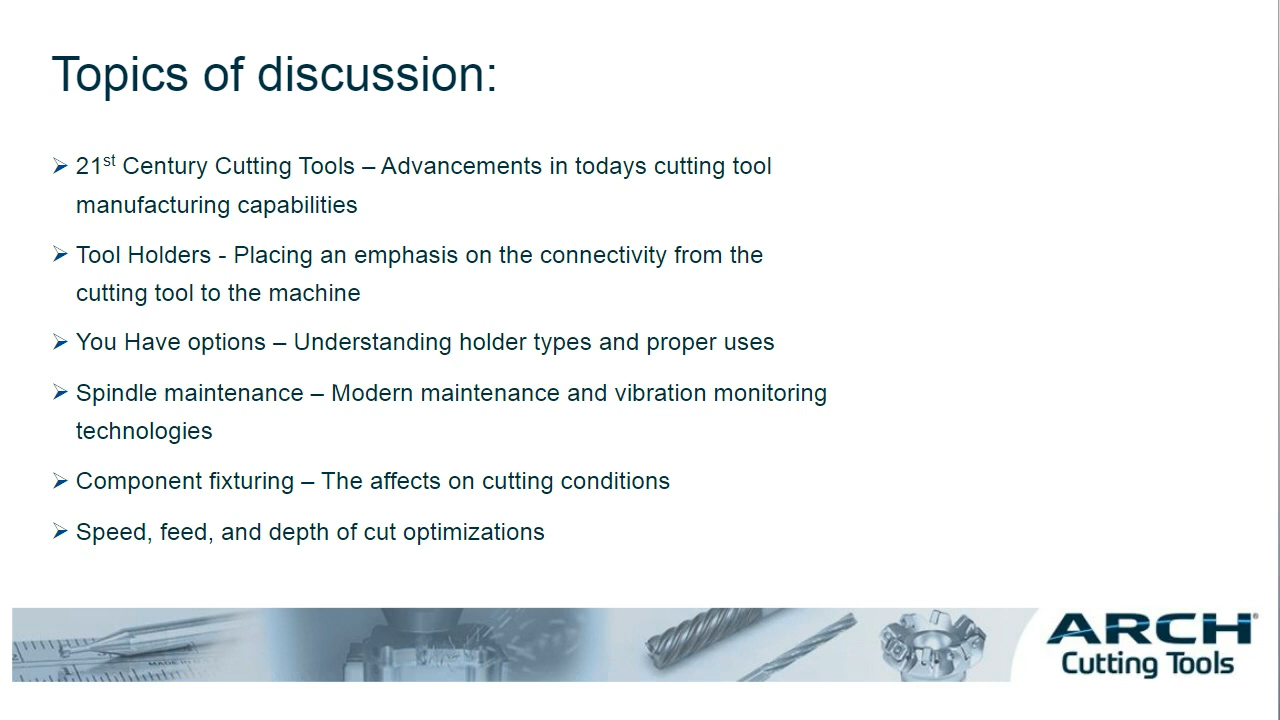 Topics of discussion:
21st Century Cutting Tools – Advancements in todays cutting tool
manufacturing capabilities
Tool Holders - Placing an emphasis on the connectivity from the
cutting tool to the machine
You Have options – Understanding holder types and proper uses
Spindle maintenance – Modern maintenance and vibration monitoring
technologies
Component fixturing – The affects on cutting conditions
Speed, feed, and depth of cut optimizations
ARCH®
Cutting Tools